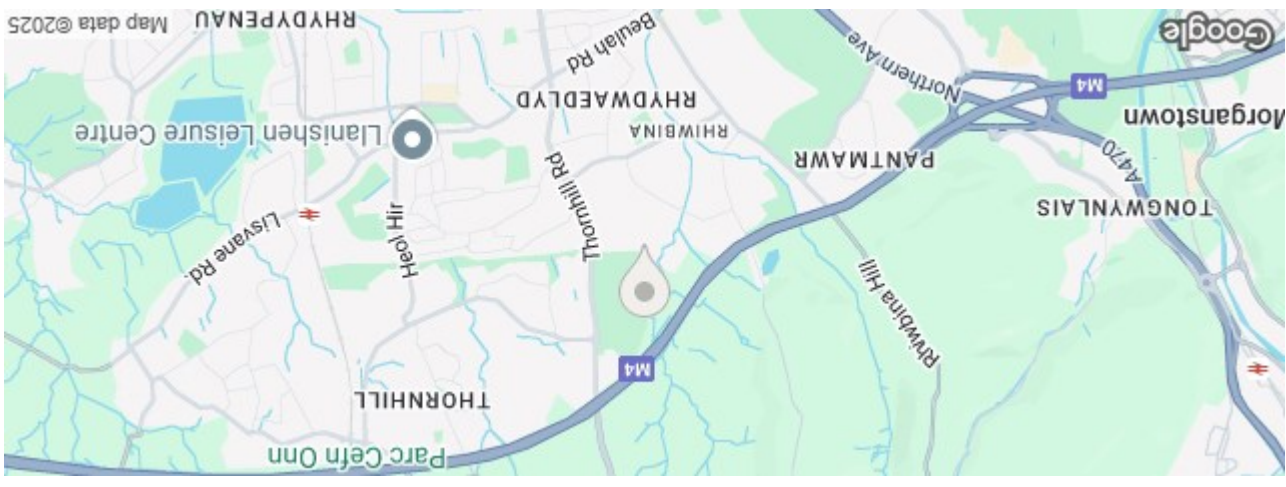 Parc Cefn Onn
THORNHILL
M4
Rhiwbina Hill
Heol Hir
Thornhill Rd
Lisvane Rd.
TONGWYNLAIS
A470
PANTMAWR
RHIWBINA
Llanishen Leisure Centre
Morganstown
RHYDWAEDLYD
M4
Northern Ave
Beulah Rd
RHYDYPENAU
Google
Map data ©2025